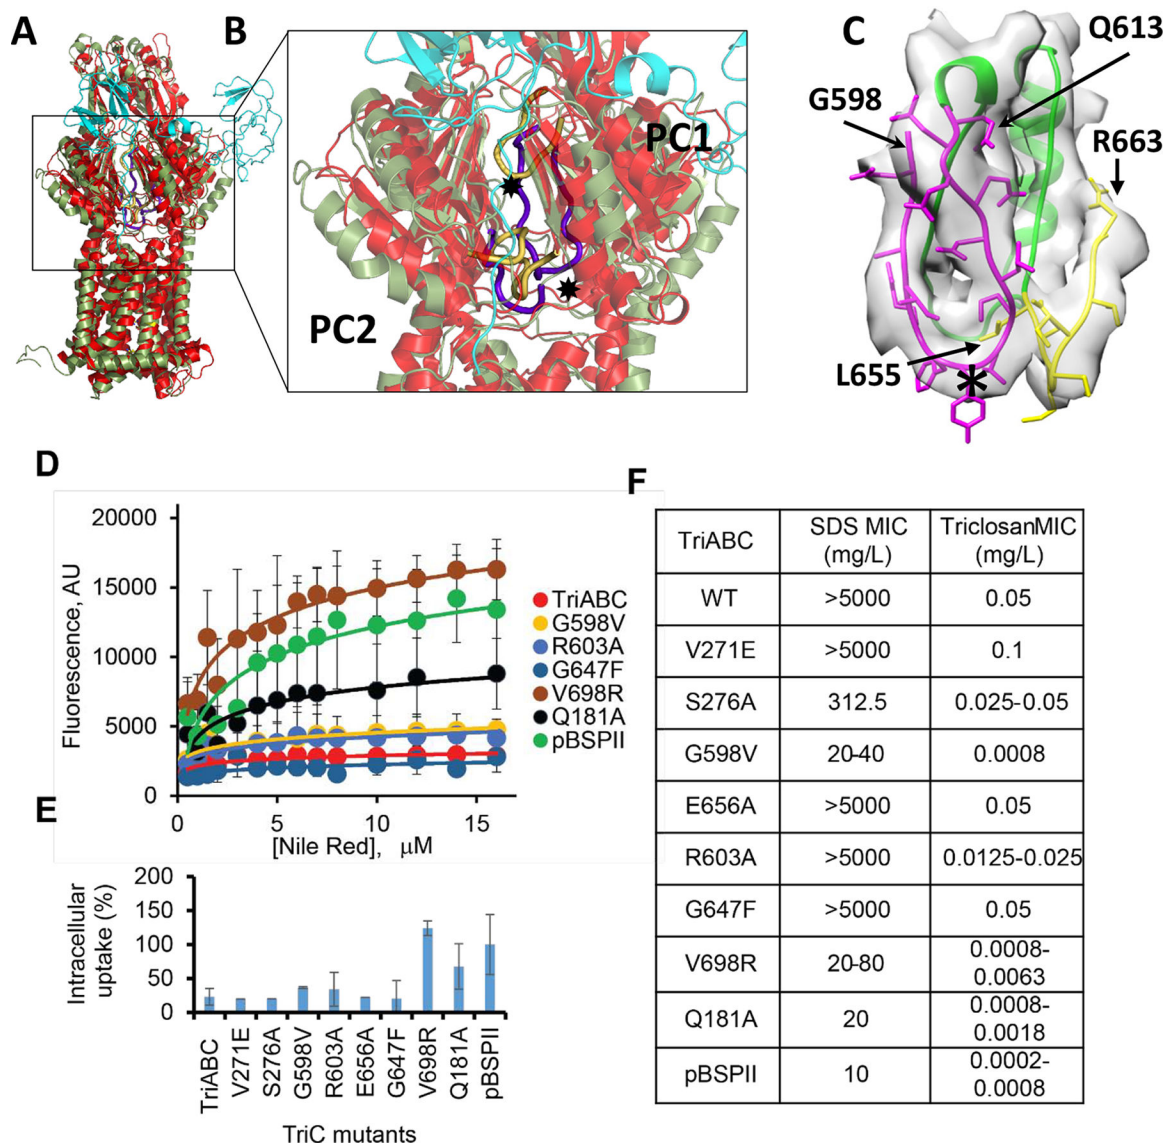 A
B
PC1
PC2
C
Q613
G598
R663
L655
*
D
20000
15000
10000
5000
0
Fluorescence, AU
0 5 10 15
[Nile Red], μM
TriABC
G598V
R603A
G647F
V698R
Q181A
pBSPII
E
200
150
100
50
0
Intracellular
uptake (%)
TriABC V271E S276A G598V R603A E656A G647F V698R Q181A pBSPII
TriC mutants
F
TriABC SDS MIC (mg/L) TriclosanMIC (mg/L)
WT >5000 0.05
V271E >5000 0.1
S276A 312.5 0.025-0.05
G598V 20-40 0.0008
E656A >5000 0.05
R603A >5000 0.0125-0.025
G647F >5000 0.05
V698R 20-80 0.0008-0.0063
Q181A 20 0.0008-0.0018
pBSPII 10 0.0002-0.0008